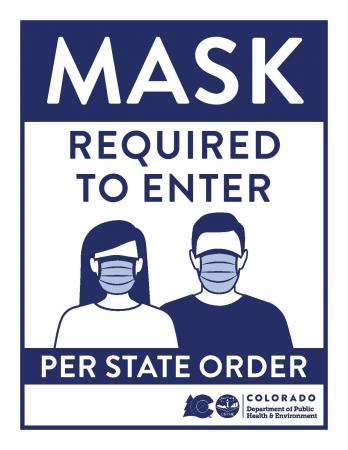 MASK
REQUIRED
TO ENTER
PER STATE ORDER
COLORADO
Department of Public
Health & Environment